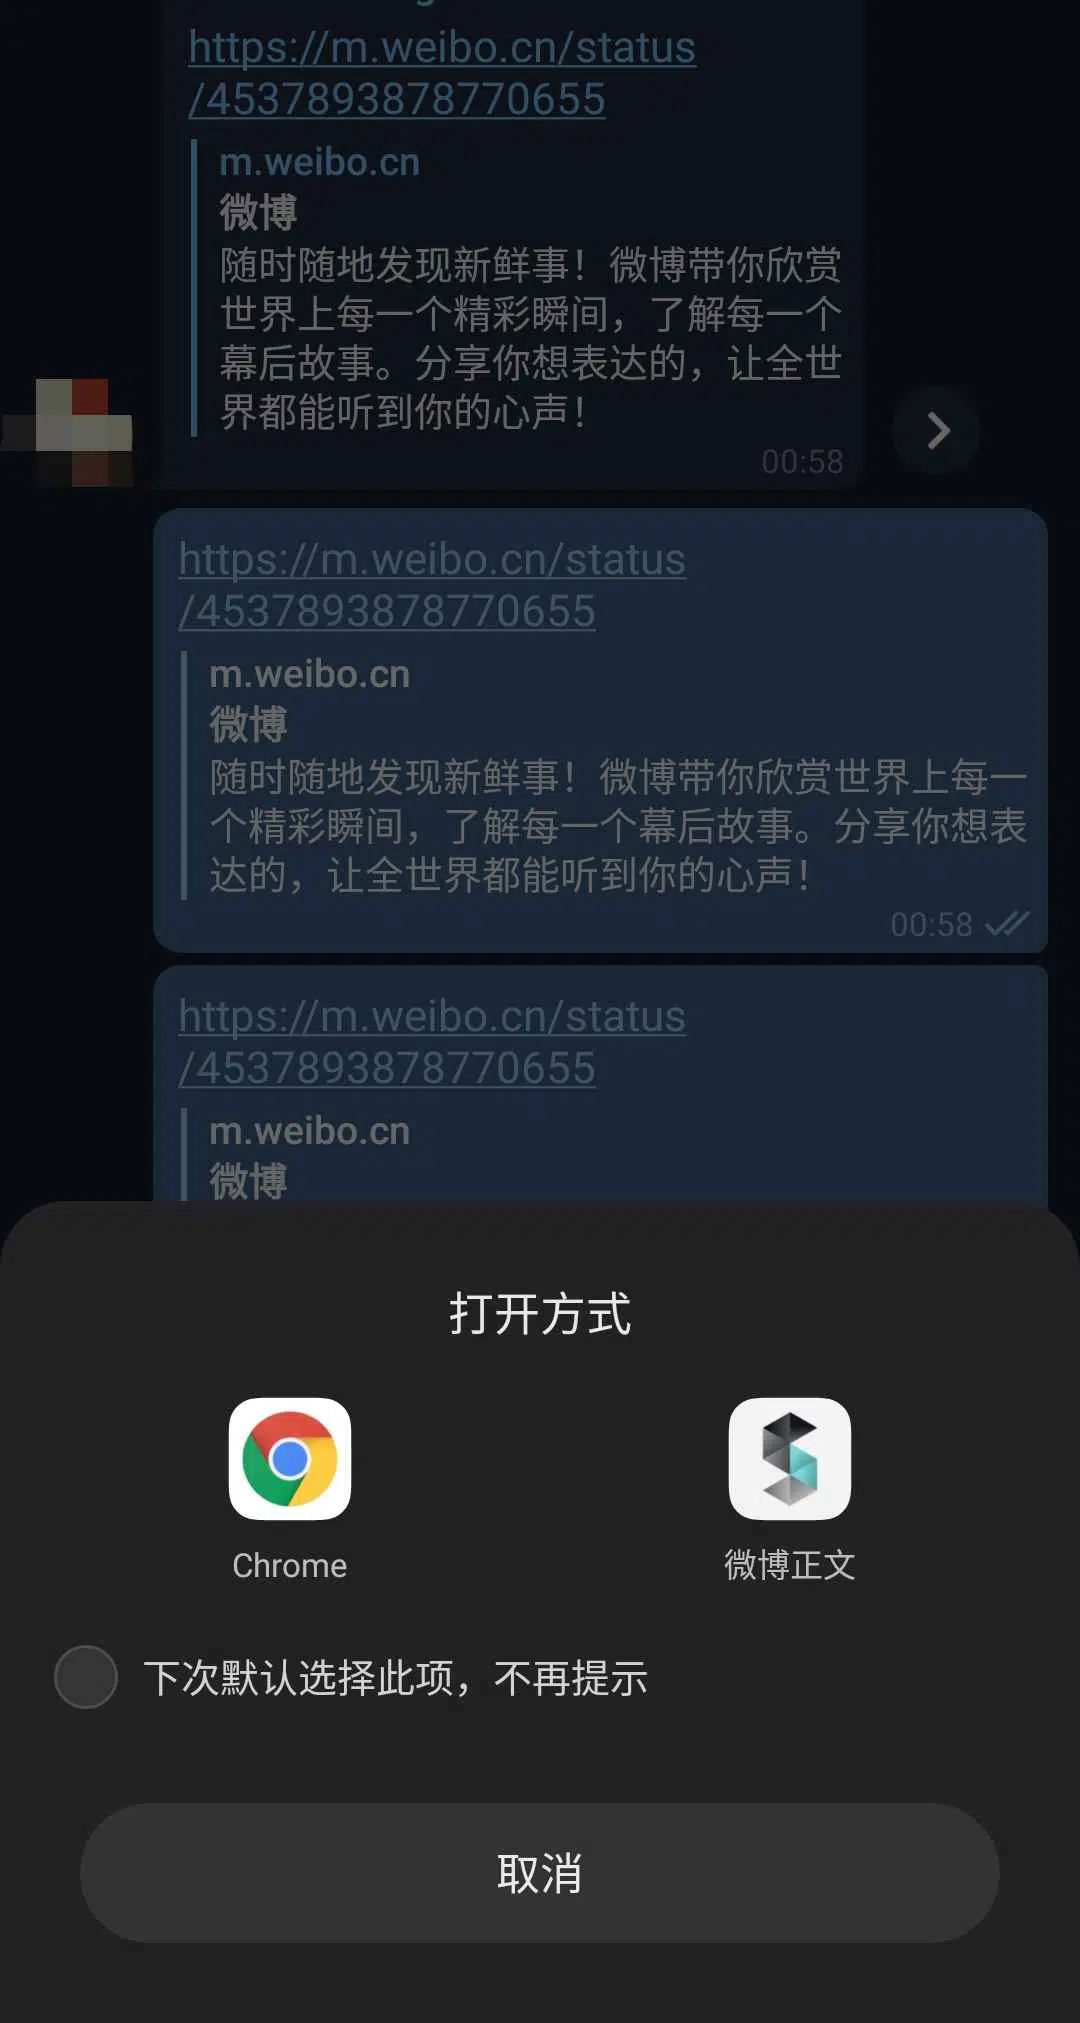 https://m.weibo.cn/status
/4537893878770655
m.weibo.cn
微博
随时随地发现新鲜事！微博带你欣赏
世界上每一个精彩瞬间，了解每一个
幕后故事。分享你想表达的，让全世
界都能听到你的心声！
00:58
https://m.weibo.cn/status
/4537893878770655
m.weibo.cn
微博
随时随地发现新鲜事！微博带你欣赏世界上每一
个精彩瞬间，了解每一个幕后故事。分享你想表
达的，让全世界都能听到你的心声！
00:58
https://m.weibo.cn/status
/4537893878770655
m.weibo.cn
微博
打开方式
Chrome
微博正文
下次默认选择此项，不再提示
取消